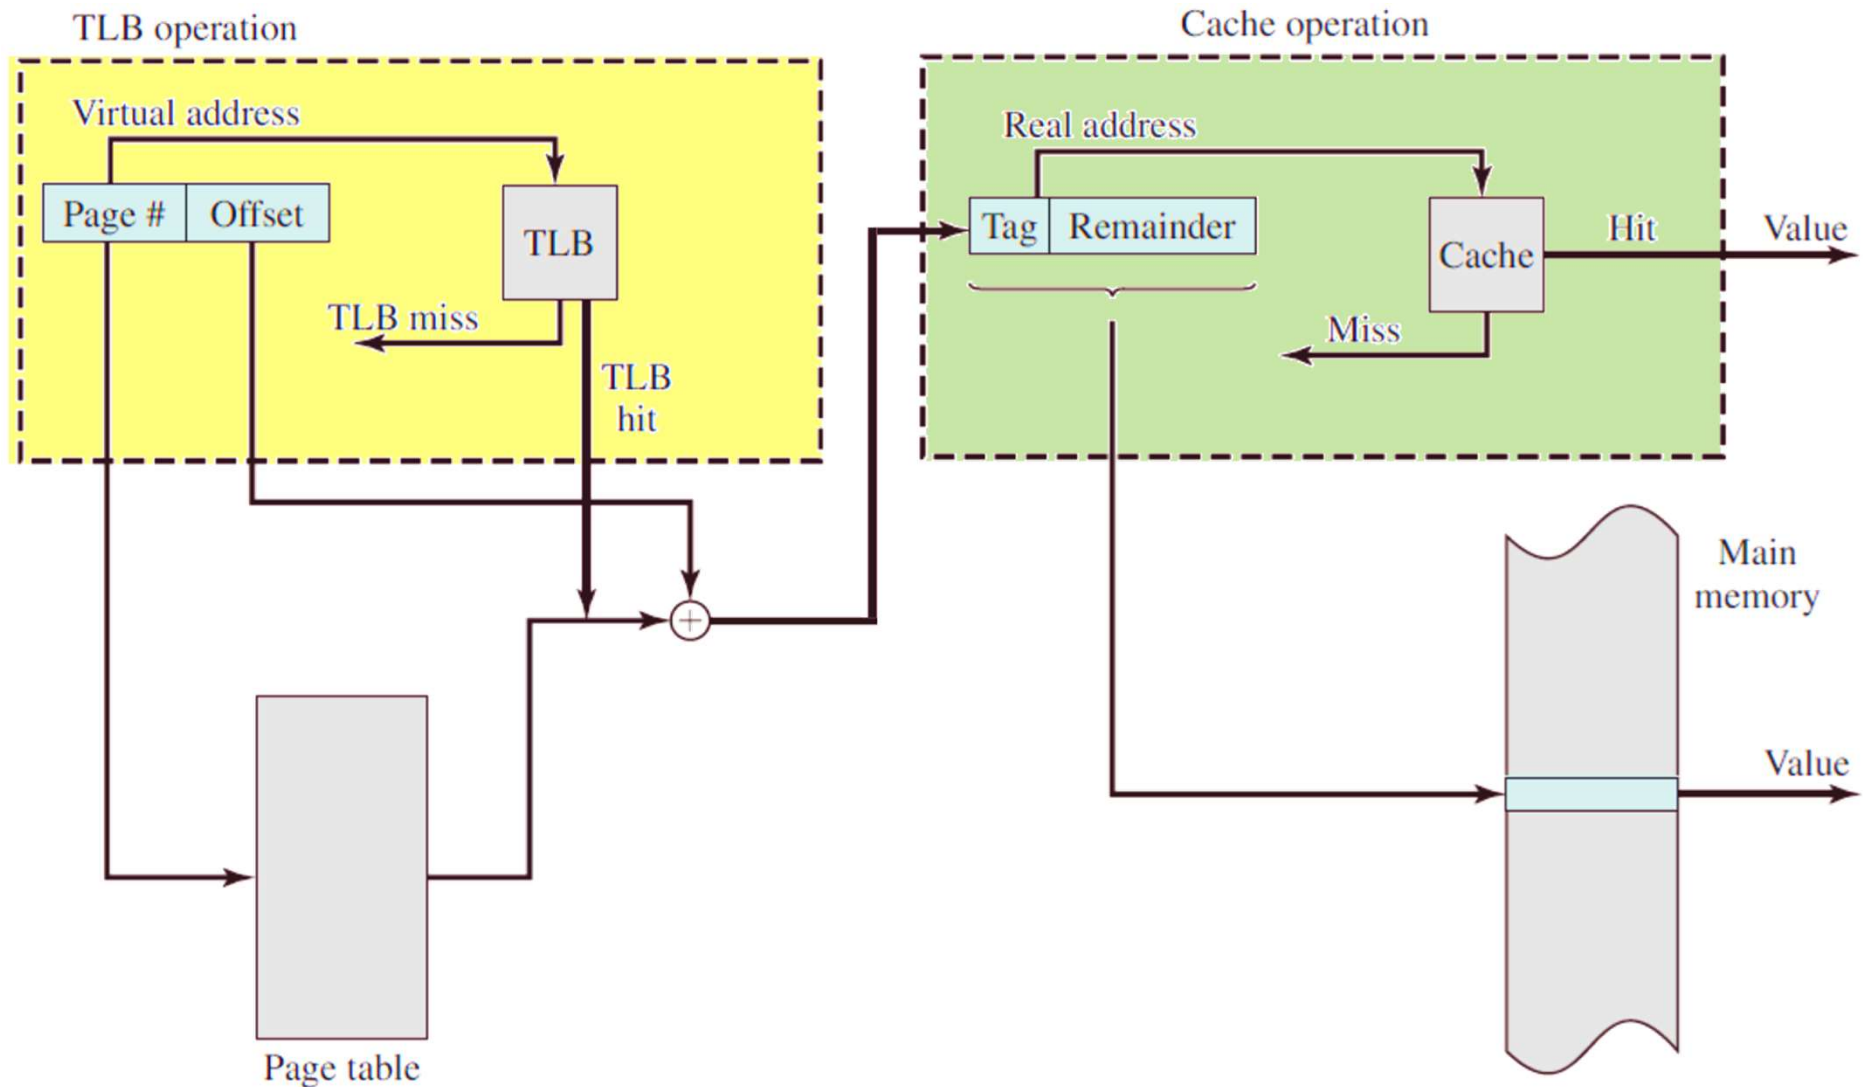 TLB operation
Virtual address
Page #
Offset
TLB
TLB miss
TLB
hit
Page table
Cache operation
Real address
Tag
Remainder
Cache
Hit
Value
Miss
Main
memory
Value
+